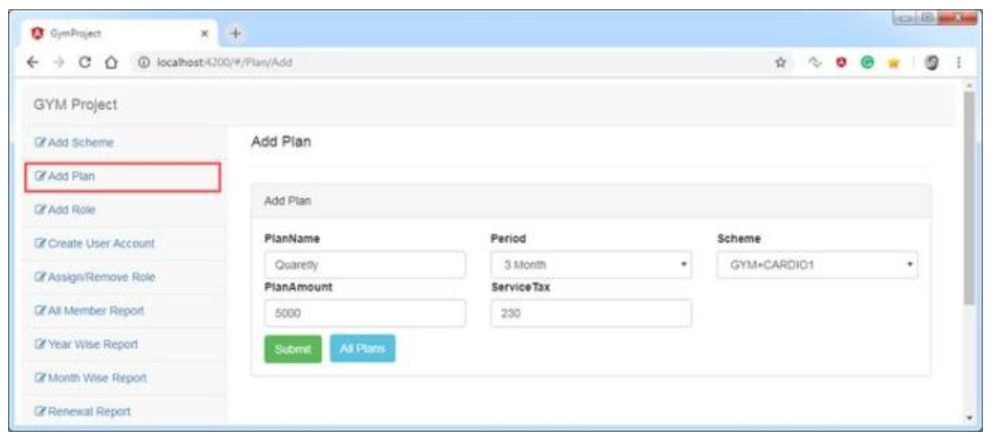 GymProject
localhost:4200/#/Plan/Add
GYM Project
Add Scheme
Add Plan
Add Role
Create User Account
Assign/Remove Role
All Member Report
Year Wise Report
Month Wise Report
Renewal Report
Add Plan
Add Plan
PlanName Period Scheme
Quaretly 3 Month GYM+CARDIO1
PlanAmount ServiceTax
5000 230
Submit All Plans